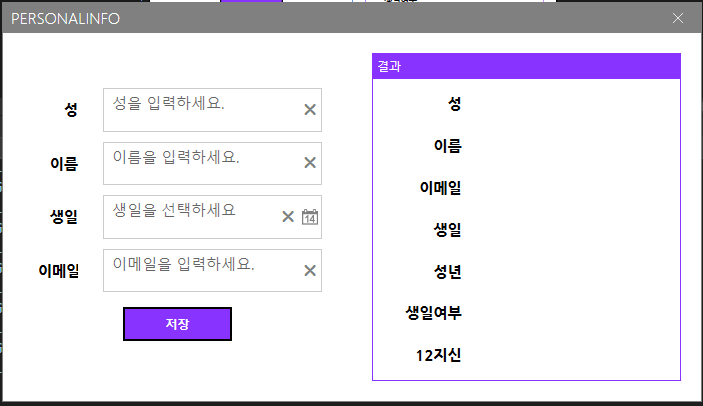 PERSONALINFO
성
성을 입력하세요.
이름
이름을 입력하세요.
생일
생일을 선택하세요
14
이메일
이메일을 입력하세요.
저장
결과
성
이름
이메일
생일
성년
생일여부
12지신